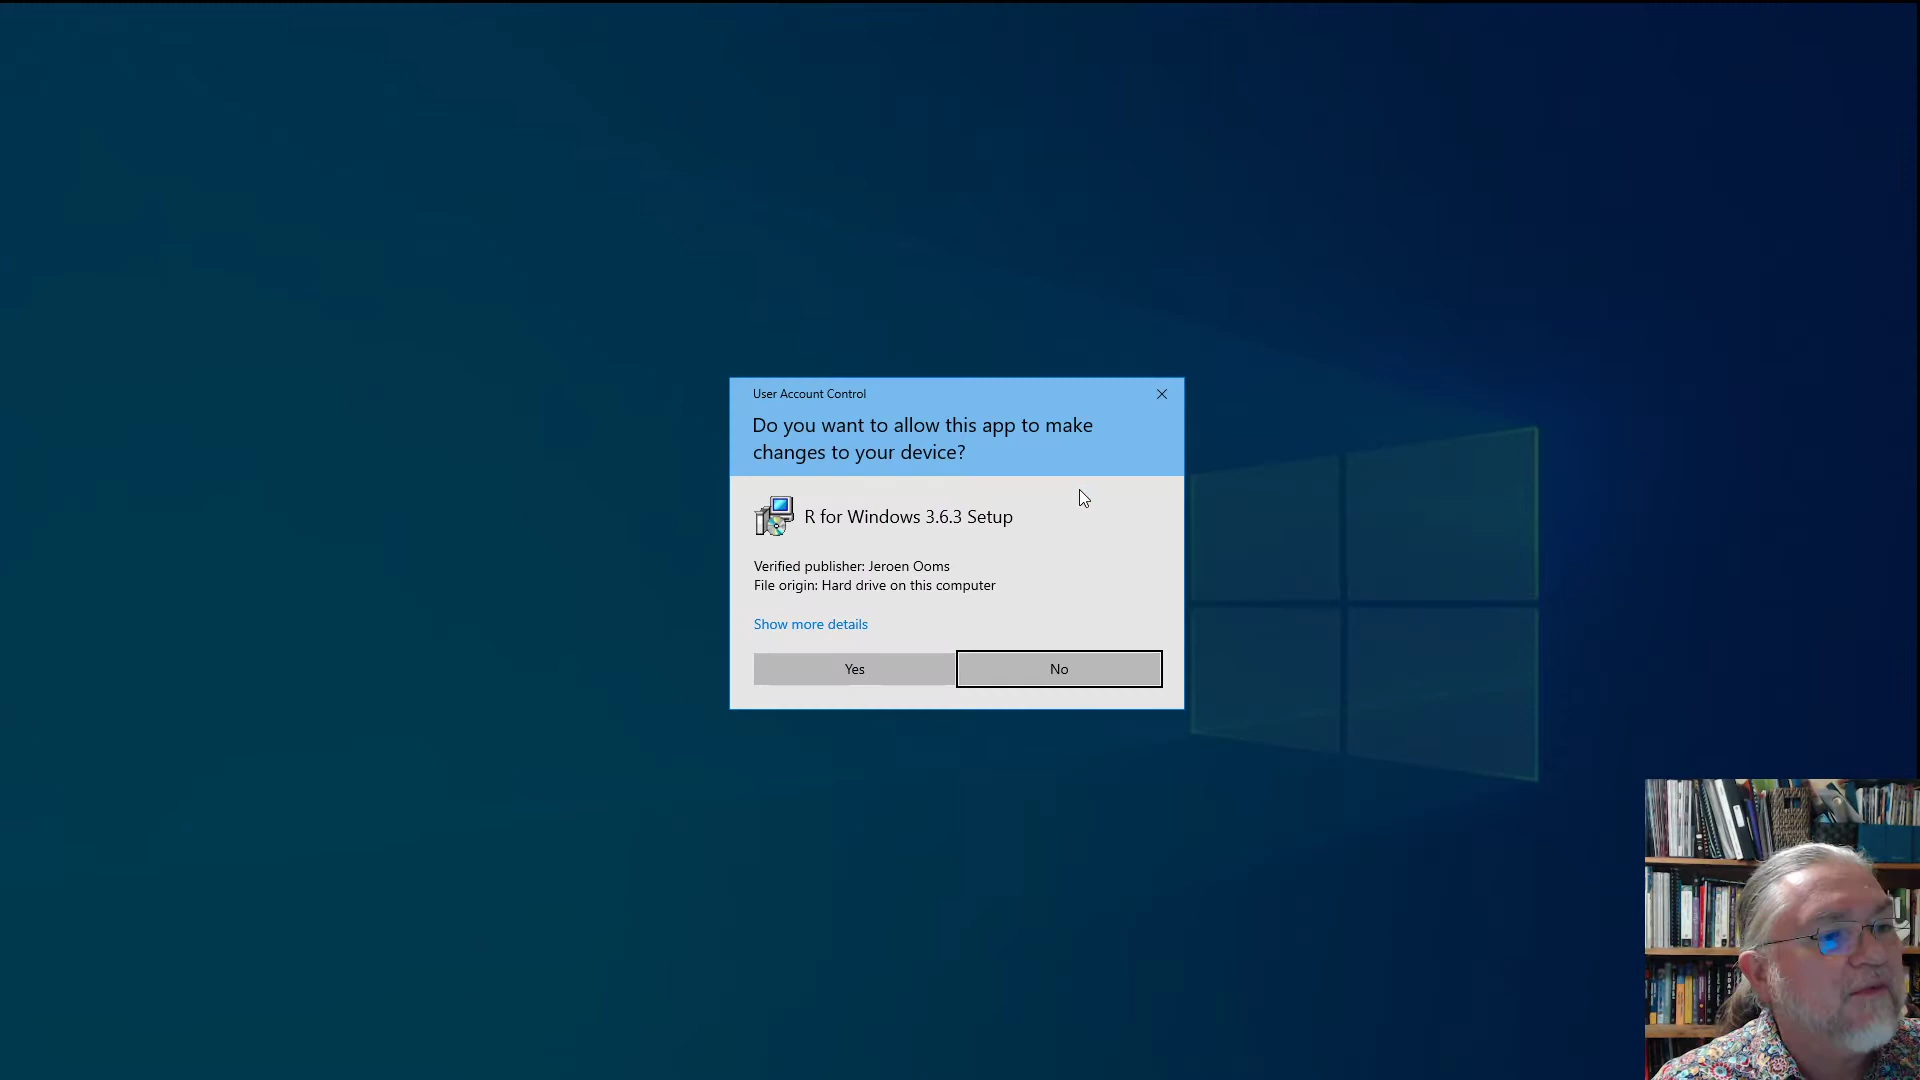 User Account Control
Do you want to allow this app to make
changes to your device?
R for Windows 3.6.3 Setup
Verified publisher: Jeroen Ooms
File origin: Hard drive on this computer
Show more details
Yes
No